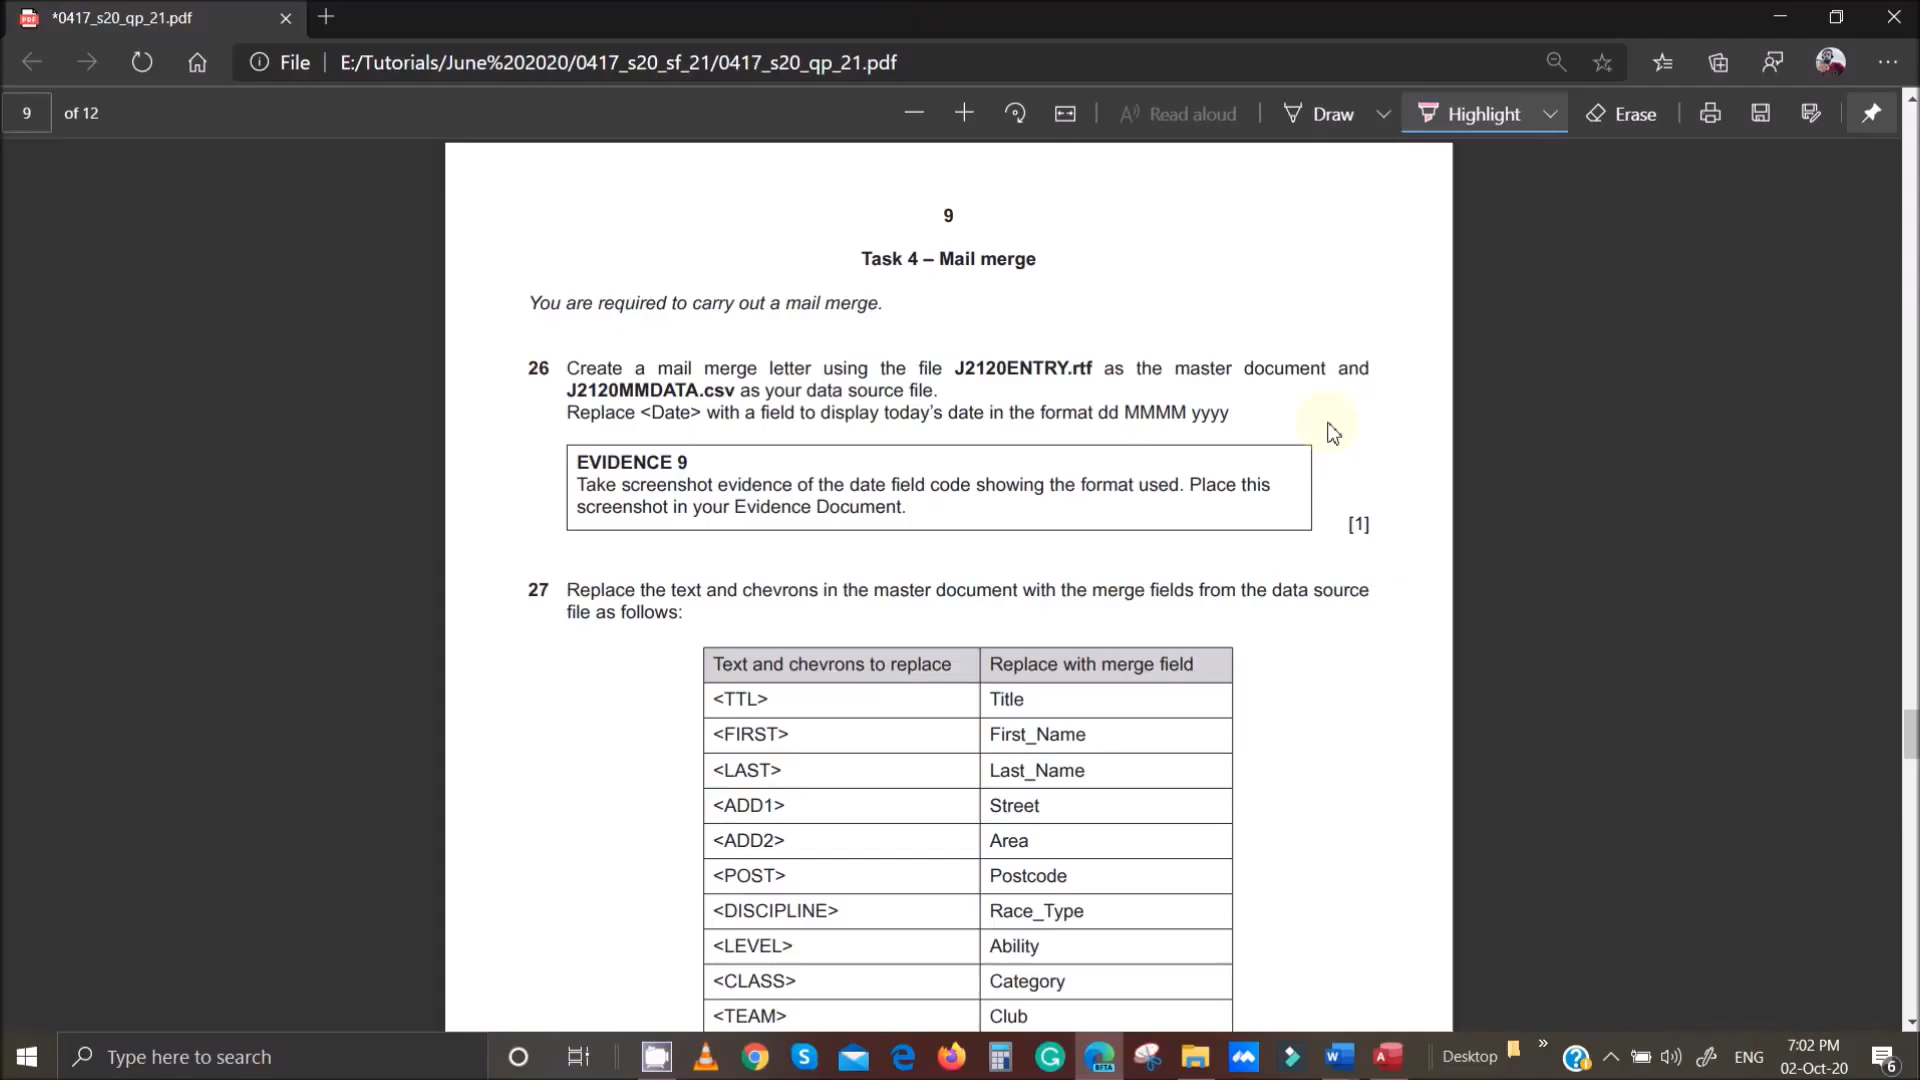 *0417_s20_qp_21.pdf
File
E:/Tutorials/June%202020/0417_s20_sf_21/0417_s20_qp_21.pdf
9 of 12
Read aloud
Draw
Highlight
Erase
9
Task 4 – Mail merge
You are required to carry out a mail merge.
26 Create a mail merge letter using the file J2120ENTRY.rtf as the master document and
J2120MMDATA.csv as your data source file.
Replace <Date> with a field to display today's date in the format dd MMMM yyyy
EVIDENCE 9
Take screenshot evidence of the date field code showing the format used. Place this
screenshot in your Evidence Document.
[1]
27 Replace the text and chevrons in the master document with the merge fields from the data source
file as follows:
Text and chevrons to replace Replace with merge field
<TTL> Title
<FIRST> First_Name
<LAST> Last_Name
<ADD1> Street
<ADD2> Area
<POST> Postcode
<DISCIPLINE> Race_Type
<LEVEL> Ability
<CLASS> Category
<TEAM> Club
Type here to search
BETA
Desktop
ENG
7:02 PM
02-Oct-20
6